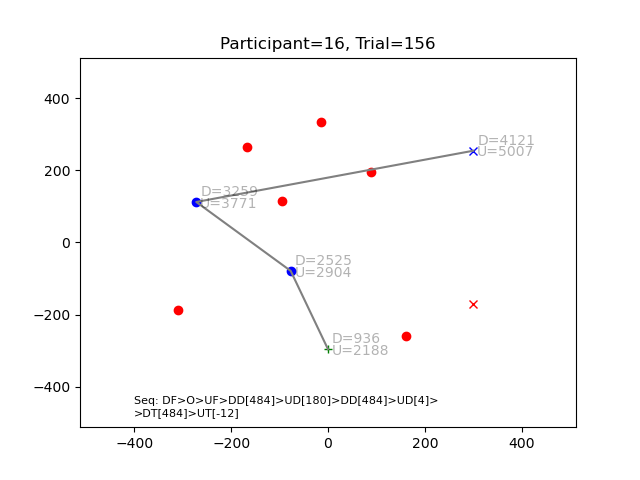 Participant=16, Trial=156
400
200
0
−200
−400
D=4121
U=5007
D=3259
U=3771
D=2525
U=2904
D=936
U=2188
Seq: DF>O>UF>DD[484]>UD[180]>DD[484]>UD[4]>
>DT[484]>UT[-12]
−400 −200 0 200 400